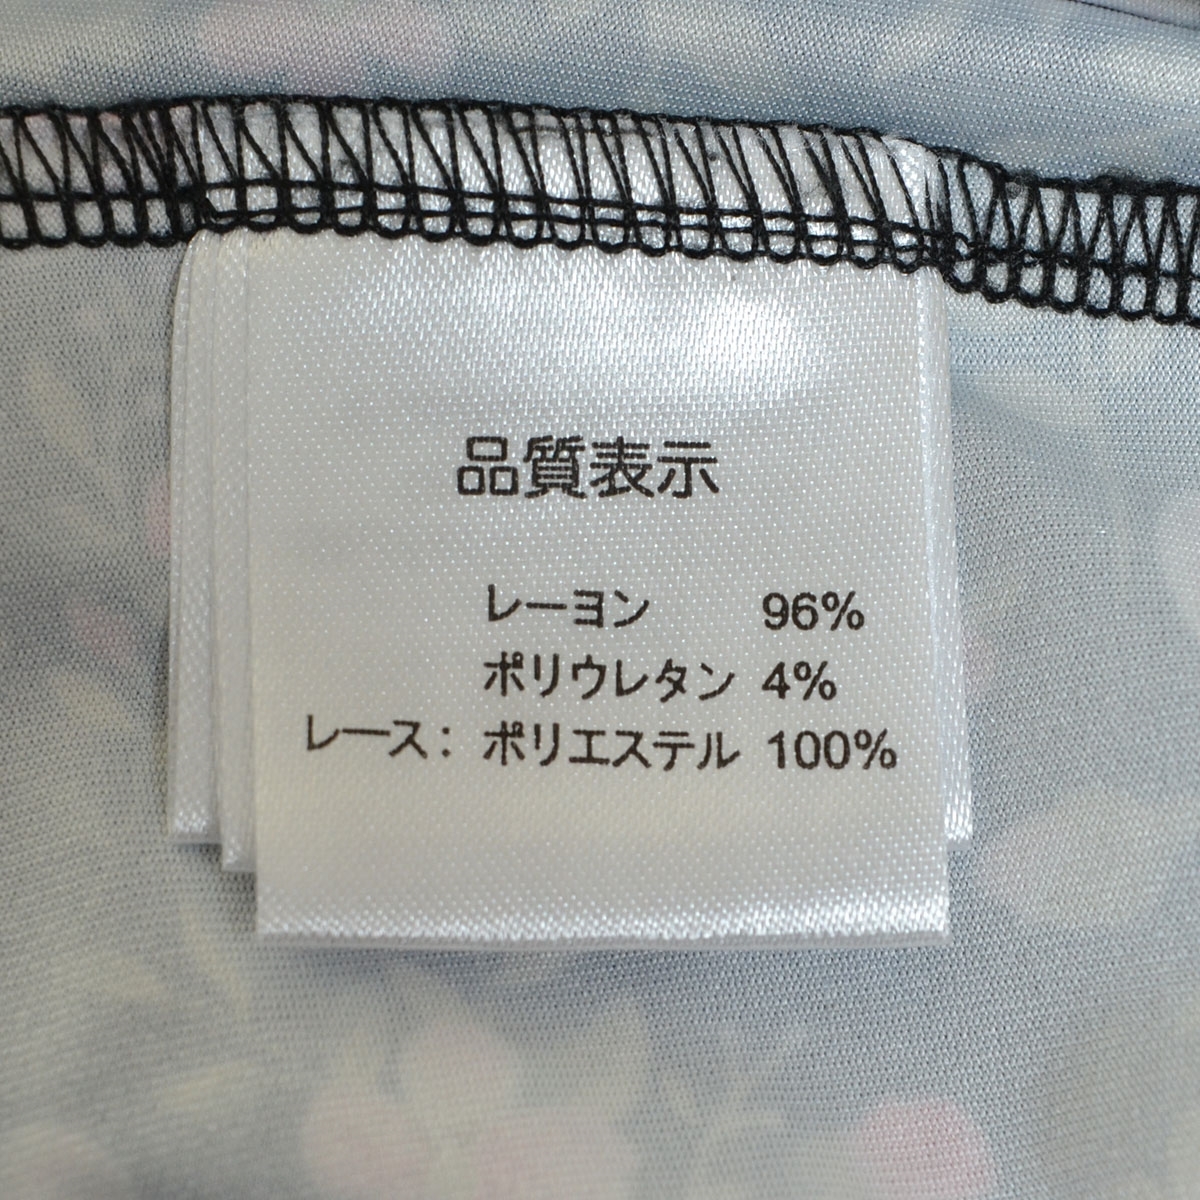 品質表示
レーヨン 96%
ポリウレタン 4%
レース： ポリエステル 100%